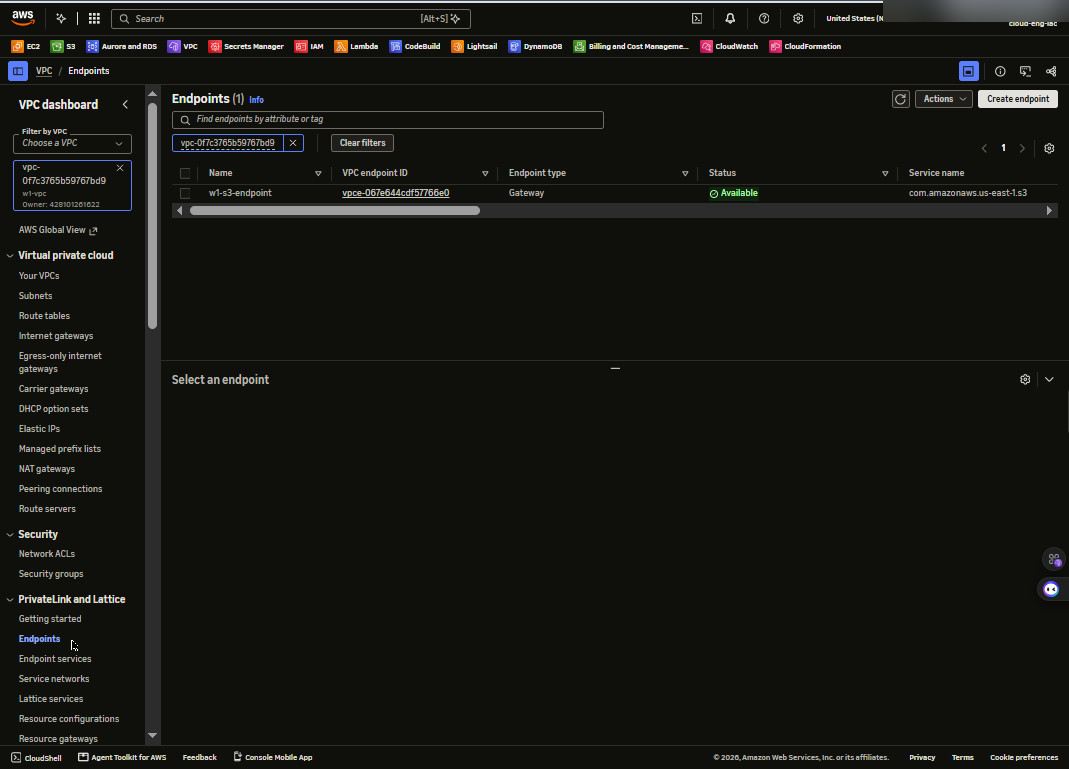 aws
Search
[Alt+S]
United States (N
cloud-eng-lac
EC2
S3
Aurora and RDS
VPC
Secrets Manager
IAM
Lambda
CodeBuild
Lightsail
DynamoDB
Billing and Cost Manageme...
CloudWatch
CloudFormation
VPC / Endpoints
VPC dashboard
Filter by VPC
Choose a VPC
vpc-
0f7c3765b59767bd9
w1-vpc
Owner: 428101261622
AWS Global View
Virtual private cloud
Your VPCs
Subnets
Route tables
Internet gateways
Egress-only internet
gateways
Carrier gateways
DHCP option sets
Elastic IPs
Managed prefix lists
NAT gateways
Peering connections
Route servers
Security
Network ACLs
Security groups
PrivateLink and Lattice
Getting started
Endpoints
Endpoint services
Service networks
Lattice services
Resource configurations
Resource gateways
Endpoints (1) Info
Actions
Create endpoint
Find endpoints by attribute or tag
vpc-0f7c3765b59767bd9
Clear filters
1
Name
VPC endpoint ID
Endpoint type
Status
Service name
w1-s3-endpoint
vpce-067e644cdf57766e0
Gateway
Available
com.amazonaws.us-east-1.s3
Select an endpoint
CloudShell
Agent Toolkit for AWS
Feedback
Console Mobile App
© 2026, Amazon Web Services, Inc. or its affiliates.
Privacy
Terms
Cookie preferences